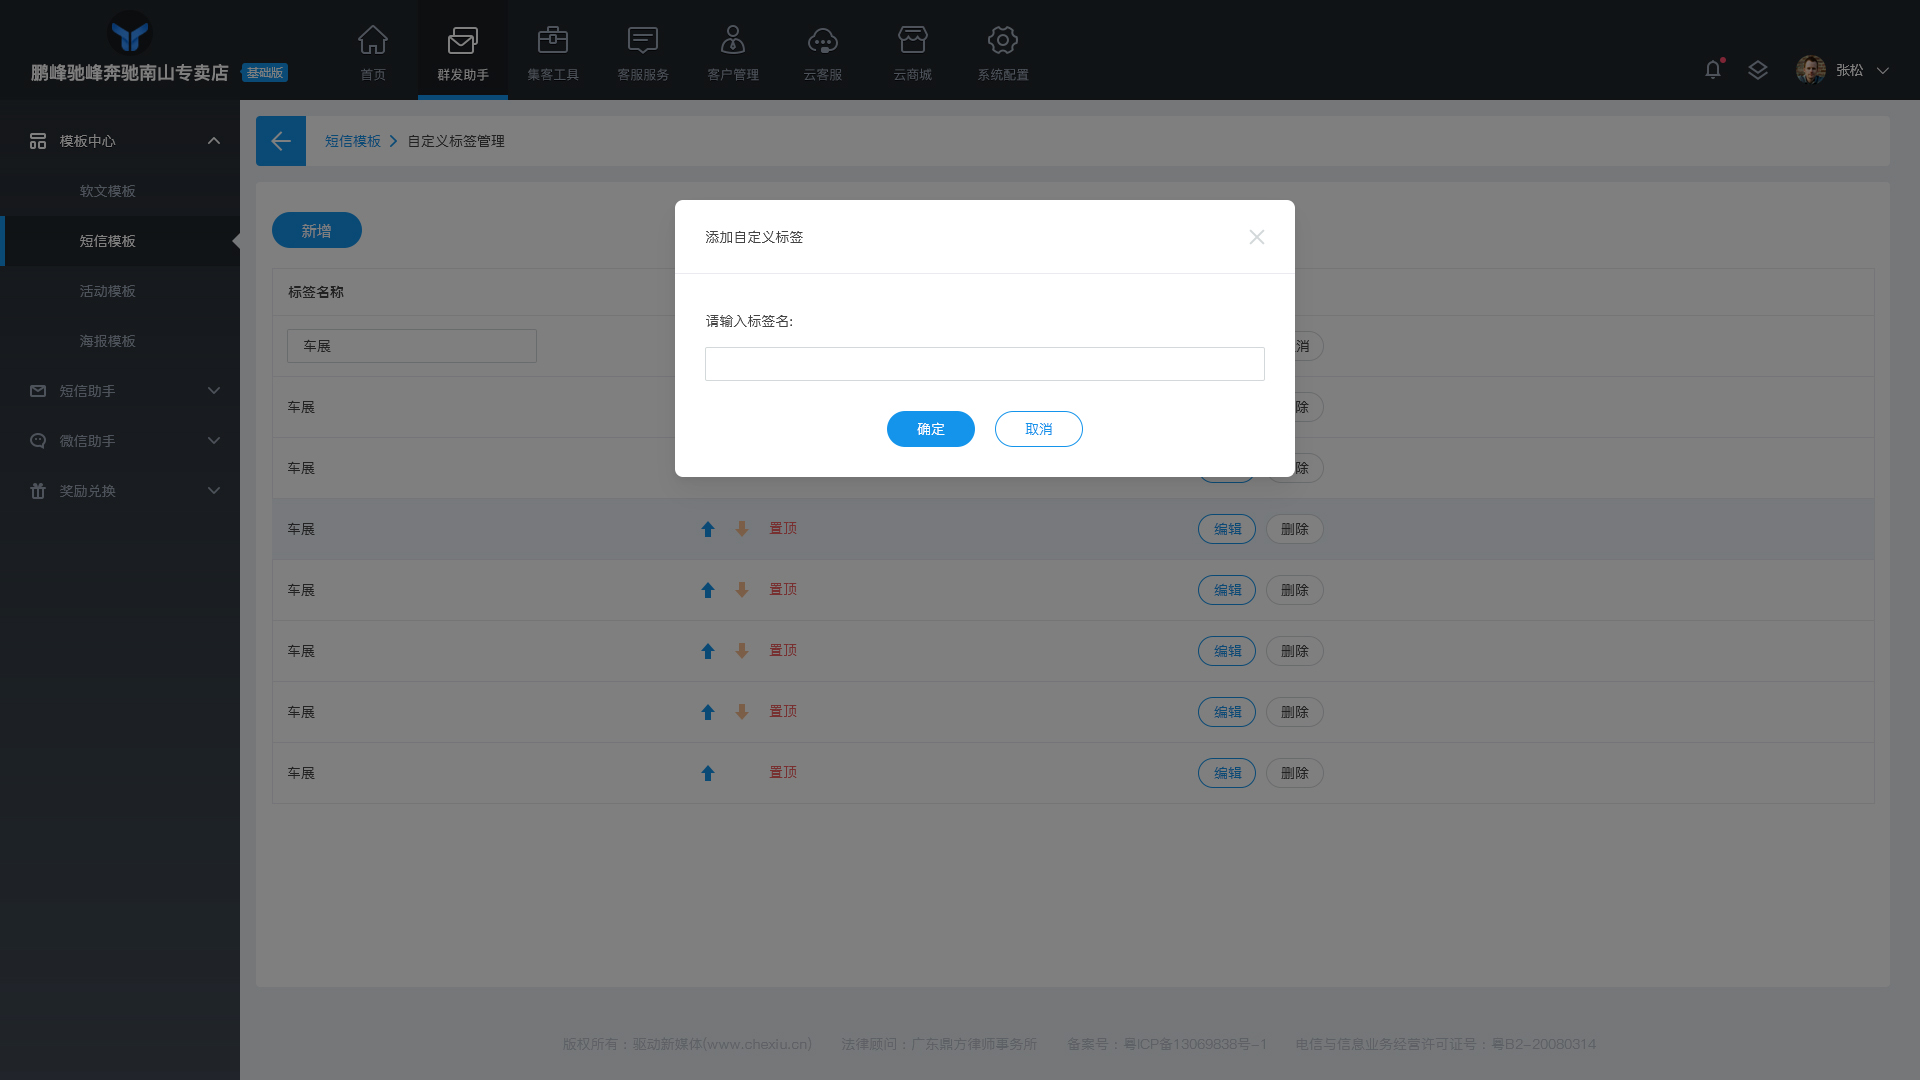 鹏峰驰峰奔驰南山专卖店 基础版
首页 群发助手 集客工具 客服服务 客户管理 云客服 云商城 系统配置
张松
模板中心
软文模板
短信模板
活动模板
海报模板
短信助手
微信助手
奖励兑换
短信模板 自定义标签管理
新增
标签名称
车展 消
车展 除
车展 除
车展 置顶 编辑 删除
车展 置顶 编辑 删除
车展 置顶 编辑 删除
车展 置顶 编辑 删除
车展 置顶 编辑 删除
添加自定义标签
请输入标签名:
确定 取消
版权所有：驱动新媒体(www.chexiu.cn) 法律顾问：广东鼎方律师事务所 备案号：粤ICP备13069838号-1 电信与信息业务经营许可证号：粤B2-20080314